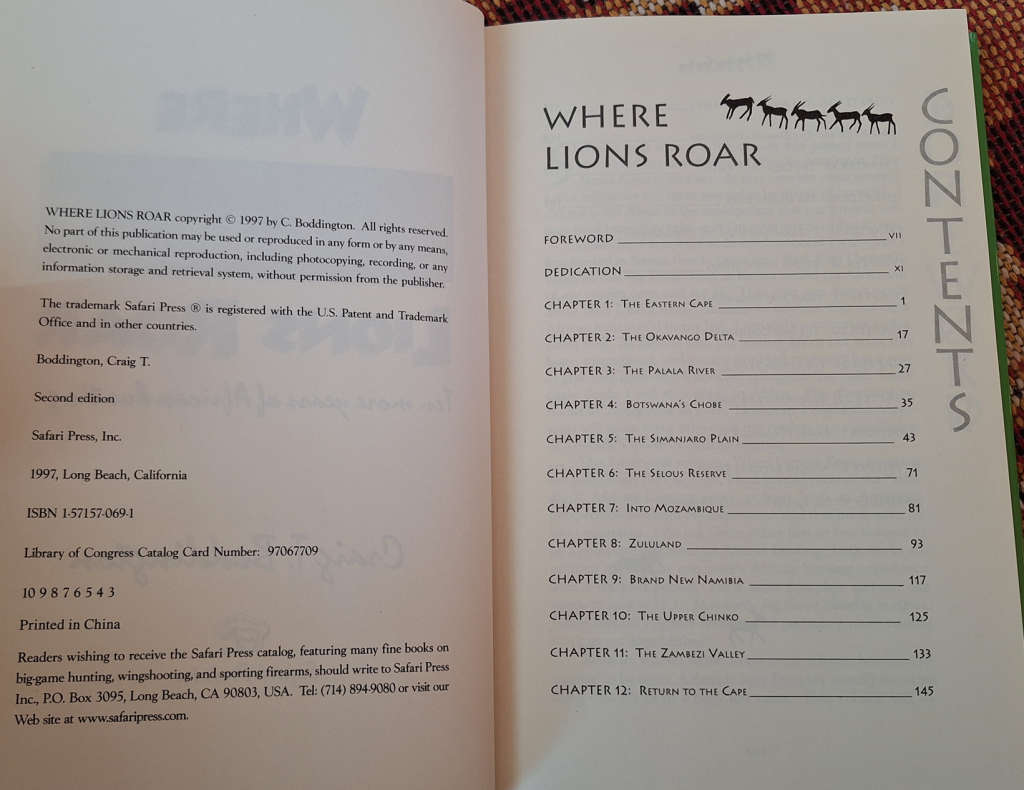 WHERE LIONS ROAR copyright © 1997 by C. Boddington. All rights reserved.
No part of this publication may be used or reproduced in any form or by any means,
electronic or mechanical reproduction, including photocopying, recording, or any
information storage and retrieval system, without permission from the publisher.
The trademark Safari Press ® is registered with the U.S. Patent and Trademark
Office and in other countries.
Boddington, Craig T.
Second edition
Safari Press, Inc.
1997, Long Beach, California
ISBN 1-57157-069-1
Library of Congress Catalog Card Number: 97067709
10 9 8 7 6 5 4 3
Printed in China
Readers wishing to receive the Safari Press catalog, featuring many fine books on
big-game hunting, wingshooting, and sporting firearms, should write to Safari Press
Inc., P.O. Box 3095, Long Beach, CA 90803, USA. Tel: (714) 894-9080 or visit our
Web site at www.safaripress.com.
WHERE
LIONS ROAR
CONTENTS
FOREWORD VII
DEDICATION XI
CHAPTER 1: THE EASTERN CAPE 1
CHAPTER 2: THE OKAVANGO DELTA 17
CHAPTER 3: THE PALALA RIVER 27
CHAPTER 4: BOTSWANA'S CHOBE 35
CHAPTER 5: THE SIMANJARO PLAIN 43
CHAPTER 6: THE SELOUS RESERVE 71
CHAPTER 7: INTO MOZAMBIQUE 81
CHAPTER 8: ZULULAND 93
CHAPTER 9: BRAND NEW NAMIBIA 117
CHAPTER 10: THE UPPER CHINKO 125
CHAPTER 11: THE ZAMBEZI VALLEY 133
CHAPTER 12: RETURN TO THE CAPE 145